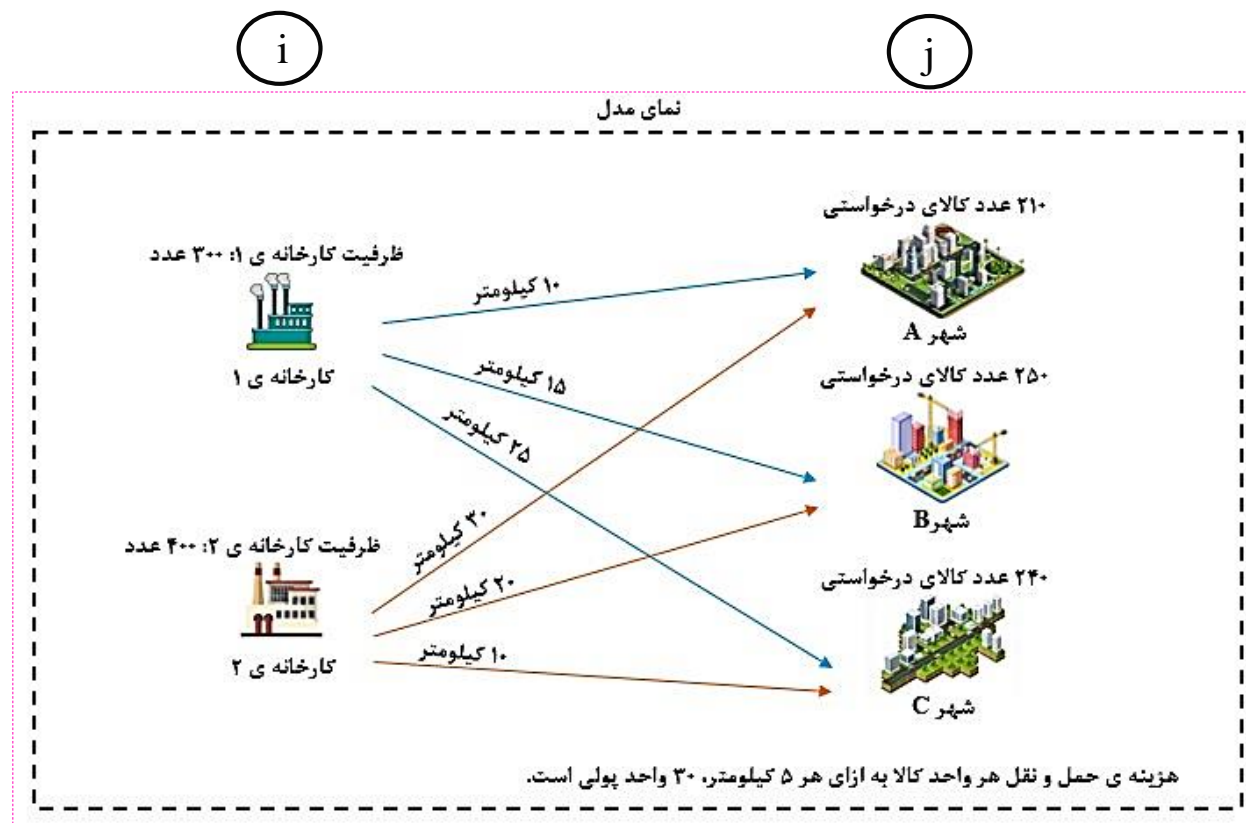 i
j
نمای مدل
۲۱۰ عدد کالای درخواستی
ظرفیت کارخانه ی ۱: ۳۰۰ عدد
۱۰ کیلومتر
شهر A
کارخانه ی ۱
۱۵ کیلومتر
۲۵۰ عدد کالای درخواستی
۲۵ کیلومتر
شهرB
ظرفیت کارخانه ی ۲: ۴۰۰ عدد
۳۰ کیلومتر
۲۴۰ عدد کالای درخواستی
۲۰ کیلومتر
۱۰ کیلومتر
کارخانه ی ۲
شهر C
هزینه ی حمل و نقل هر واحد کالا به ازای هر ۵ کیلومتر، ۳۰ واحد پولی است.